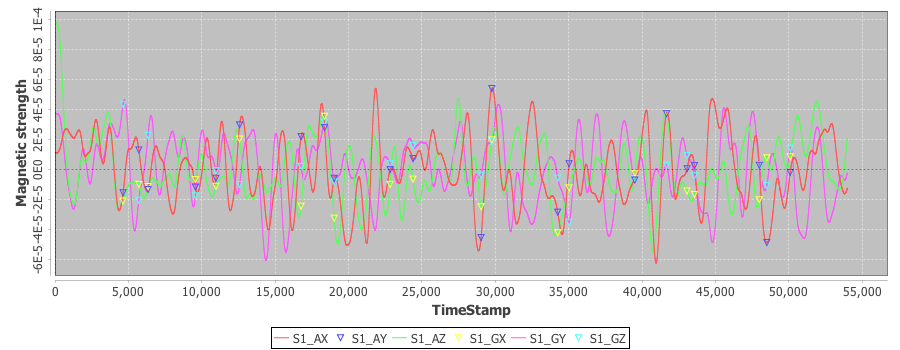 Magnetic strength
1E-4
8E-5
6E-5
4E-5
2E-5
0E0
-2E-5
-4E-5
-6E-5
0 5,000 10,000 15,000 20,000 25,000 30,000 35,000 40,000 45,000 50,000 55,000
TimeStamp
S1_AX S1_AY S1_AZ S1_GX S1_GY S1_GZ